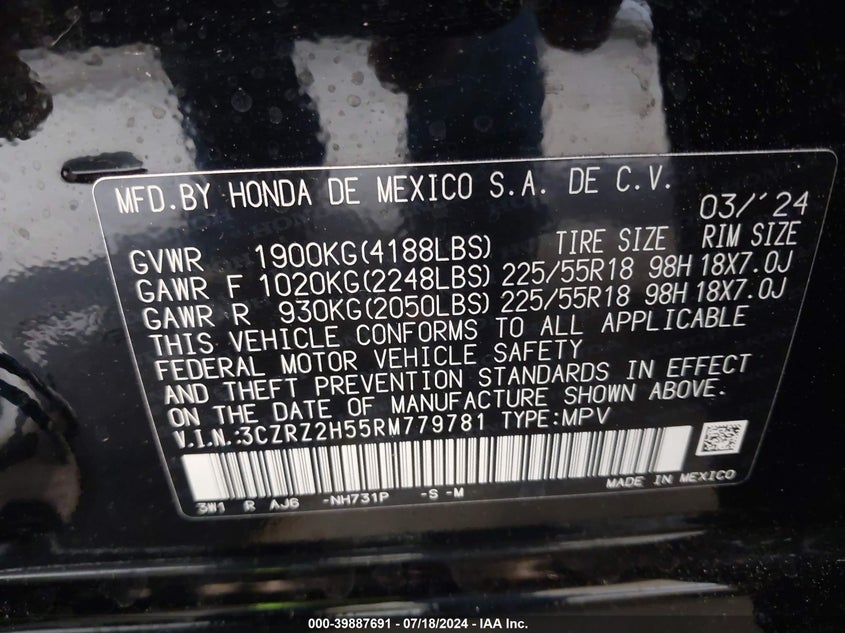 MFD.BY HONDA DE MEXICO S.A. DE C.V.
03/'24
TIRE SIZE RIM SIZE
GVWR 1900KG(4188LBS)
GAWR F 1020KG(2248LBS) 225/55R18 98H 18X7.0J
GAWR R 930KG(2050LBS) 225/55R18 98H 18X7.0J
THIS VEHICLE CONFORMS TO ALL APPLICABLE
FEDERAL MOTOR VEHICLE SAFETY
AND THEFT PREVENTION STANDARDS IN EFFECT
ON THE DATE OF MANUFACTURE SHOWN ABOVE.
V.I.N.:3CZRZ2H55RM779781 TYPE:MPV
MADE IN MEXICO
3W1 R AJ6 -NH731P -S -M
000-39887691 - 07/18/2024 - IAA Inc.